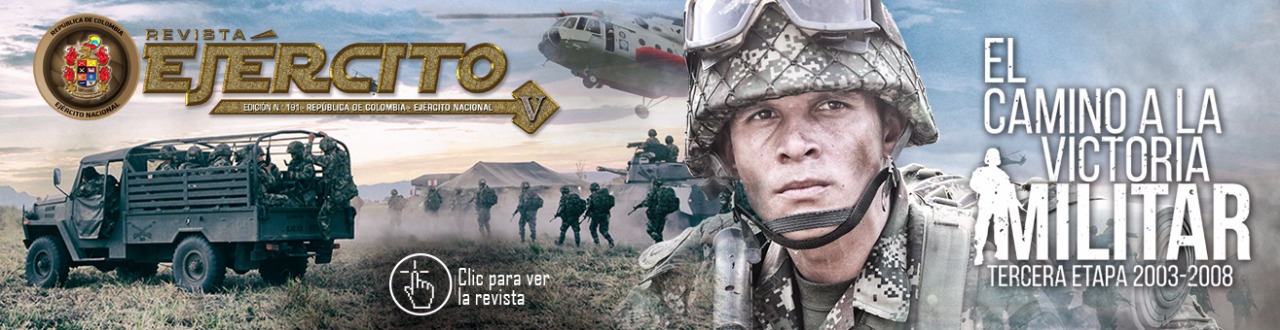 REPÚBLICA DE COLOMBIA
EJÉRCITO NACIONAL
REVISTA
EJÉRCITO
EDICIÓN N°. 191 - REPÚBLICA DE COLOMBIA - EJÉRCITO NACIONAL
V
EL
CAMINO A LA
VICTORIA
MILITAR
TERCERA ETAPA 2003-2008
Clic para ver
la revista